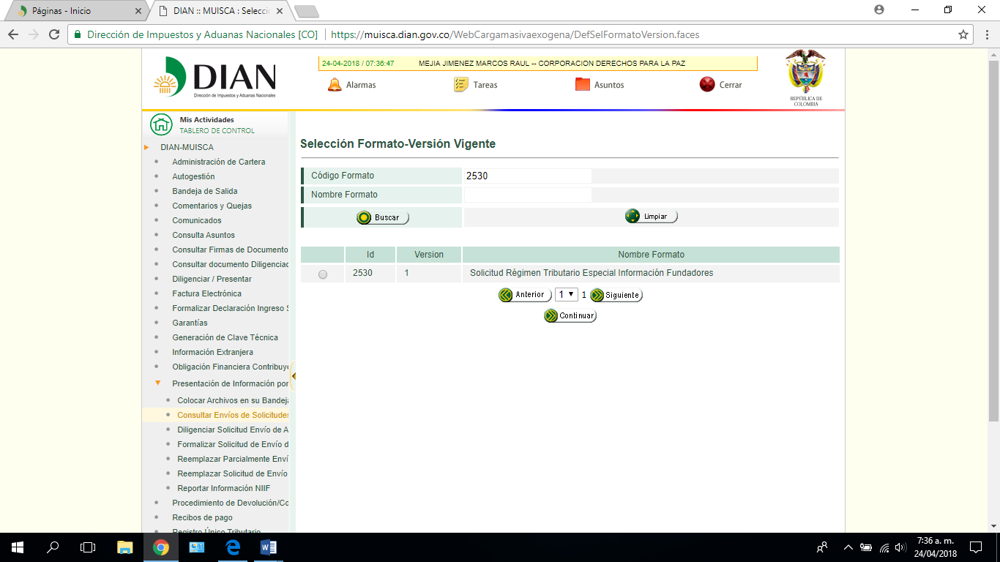 Páginas - Inicio
DIAN :: MUISCA : Selecci
Dirección de Impuestos y Aduanas Nacionales [CO]
https://muisca.dian.gov.co/WebCargamasivaexogena/DefSelFormatoVersion.faces
DIAN
Dirección de Impuestos y Aduanas Nacionales
24-04-2018 / 07:36:47 MEJIA JIMENEZ MARCOS RAUL -- CORPORACION DERECHOS PARA LA PAZ
Alarmas Tareas Asuntos Cerrar
REPÚBLICA DE
COLOMBIA
Mis Actividades
TABLERO DE CONTROL
DIAN-MUISCA
Administración de Cartera
Autogestión
Bandeja de Salida
Comentarios y Quejas
Comunicados
Consulta Asuntos
Consultar Firmas de Documento
Consultar documento Diligenciac
Diligenciar / Presentar
Factura Electrónica
Formalizar Declaración Ingreso S
Garantías
Generación de Clave Técnica
Información Extranjera
Obligación Financiera Contribuye
Presentación de Información por
Colocar Archivos en su Bandeja
Consultar Envíos de Solicitudes
Diligenciar Solicitud Envío de A
Formalizar Solicitud de Envío d
Reemplazar Parcialmente Enví
Reemplazar Solicitud de Envío
Reportar Información NIIF
Procedimiento de Devolución/Co
Recibos de pago
Registro Único Tributario
Selección Formato-Versión Vigente
Código Formato 2530
Nombre Formato
Buscar Limpiar
Id Version Nombre Formato
2530 1 Solicitud Régimen Tributario Especial Información Fundadores
Anterior 1 1 Siguiente
Continuar
7:36 a. m.
24/04/2018